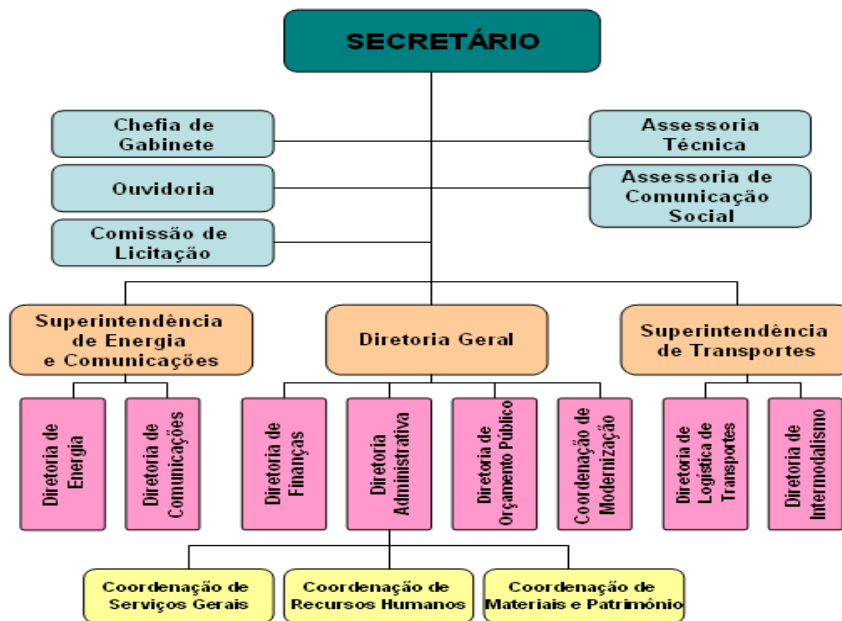 SECRETÁRIO
Chefia de
Gabinete
Assessoria
Técnica
Ouvidoria
Assessoria de
Comunicação
Social
Comissão de
Licitação
Superintendência
de Energia
e Comunicações
Diretoria Geral
Superintendência
de Transportes
Diretoria de
Energia
Diretoria de
Comunicações
Diretoria de
Finanças
Diretoria
Administrativa
Diretoria de
Orçamento Público
Coordenação de
Modernização
Diretoria de
Logística de
Transportes
Diretoria de
Intermodalismo
Coordenação de
Serviços Gerais
Coordenação de
Recursos Humanos
Coordenação de
Materiais e Patrimônio